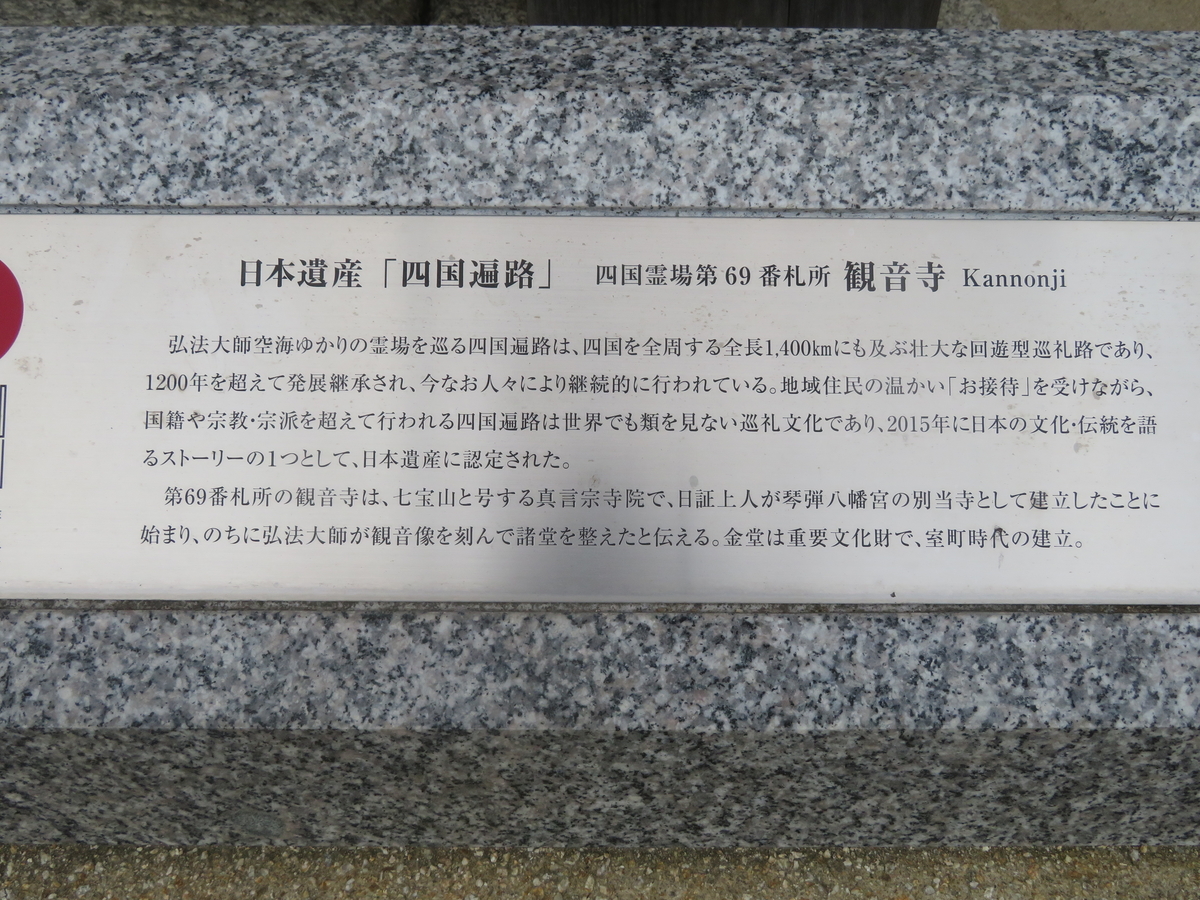 日本遺産「四国遍路」 四国霊場第69番札所 観音寺 Kannonji
弘法大師空海ゆかりの霊場を巡る四国遍路は、四国を全周する全長1,400kmにも及ぶ壮大な回遊型巡礼路であり、
1200年を超えて発展継承され、今なお人々により継続的に行われている。地域住民の温かい「お接待」を受けながら、
国籍や宗教・宗派を超えて行われる四国遍路は世界でも類を見ない巡礼文化であり、2015年に日本の文化・伝統を語
るストーリーの1つとして、日本遺産に認定された。
第69番札所の観音寺は、七宝山と号する真言宗寺院で、日証上人が琴弾八幡宮の別当寺として建立したことに
始まり、のちに弘法大師が観音像を刻んで諸堂を整えたと伝える。金堂は重要文化財で、室町時代の建立。